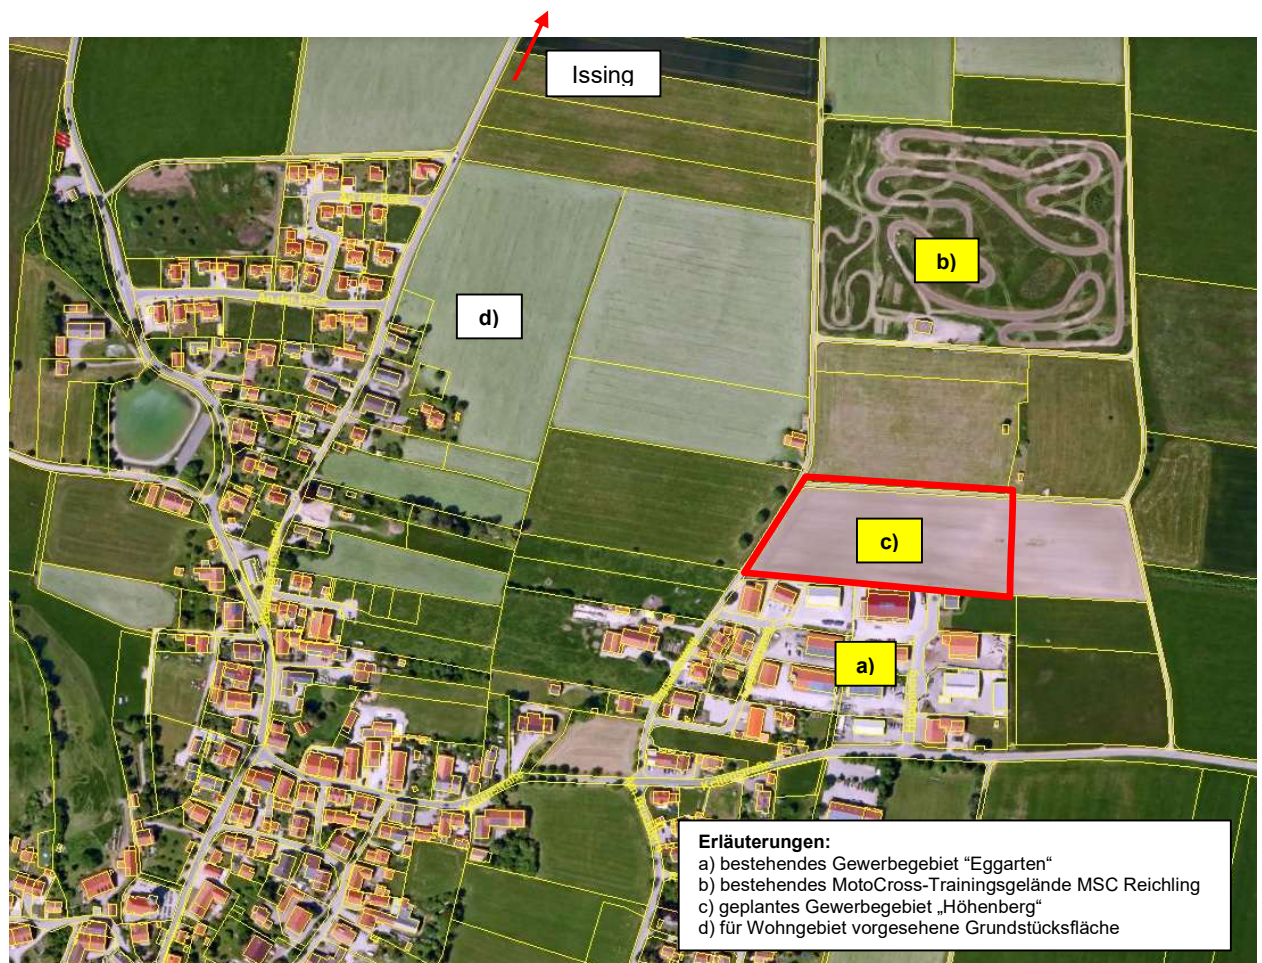 Issing
b)
d)
c)
a)
Erläuterungen:
a) bestehendes Gewerbegebiet “Eggarten“
b) bestehendes MotoCross-Trainingsgelände MSC Reichling
c) geplantes Gewerbegebiet „Höhenberg“
d) für Wohngebiet vorgesehene Grundstücksfläche